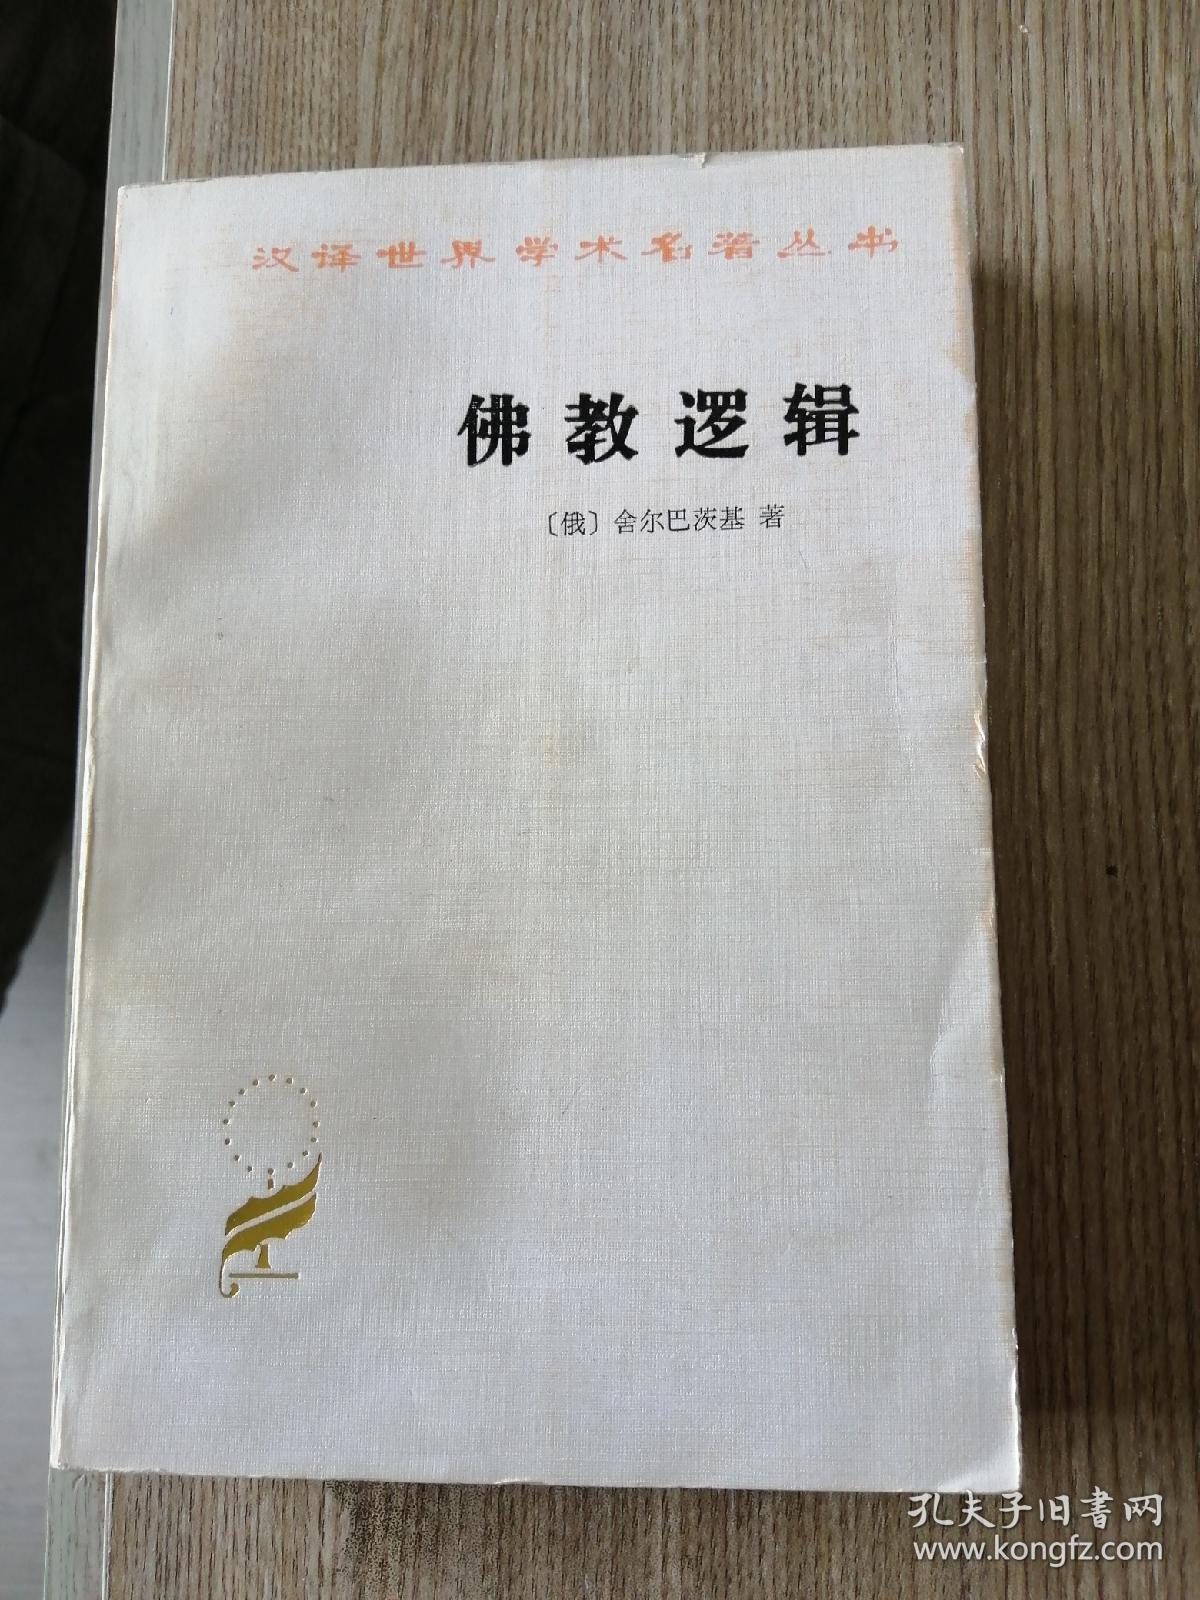 汉译世界学术名著丛书
佛教逻辑
〔俄〕舍尔巴茨基 著
孔夫子旧書网
www.kongfz.com